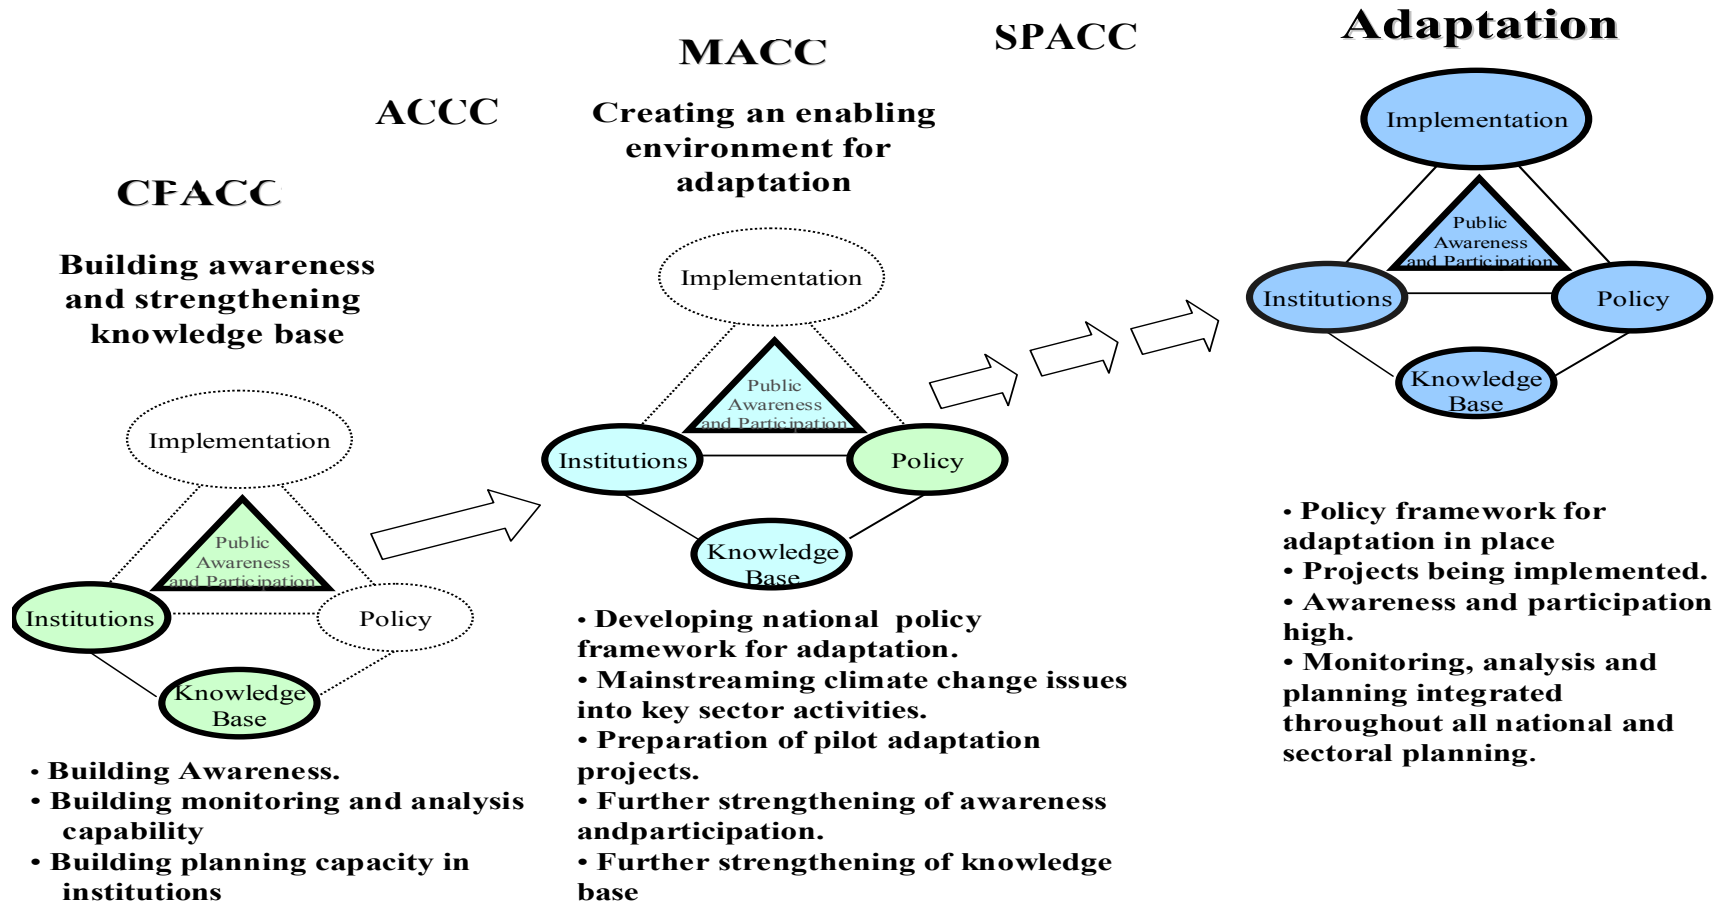 CPACC
Building awareness
and strengthening
knowledge base
Implementation
Public
Awareness
and Participation
Institutions
Policy
Knowledge
Base
• Building Awareness.
• Building monitoring and analysis
capability
• Building planning capacity in
institutions
ACCC
MACC
Creating an enabling
environment for
adaptation
Implementation
Public
Awareness
and Participation
Institutions
Policy
Knowledge
Base
• Developing national policy
framework for adaptation.
• Mainstreaming climate change issues
into key sector activities.
• Preparation of pilot adaptation
projects.
• Further strengthening of awareness
andparticipation.
• Further strengthening of knowledge
base
SPACC
Adaptation
Implementation
Public
Awareness
and Participation
Institutions
Policy
Knowledge
Base
• Policy framework for
adaptation in place
• Projects being implemented.
• Awareness and participation
high.
• Monitoring, analysis and
planning integrated
throughout all national and
sectoral planning.